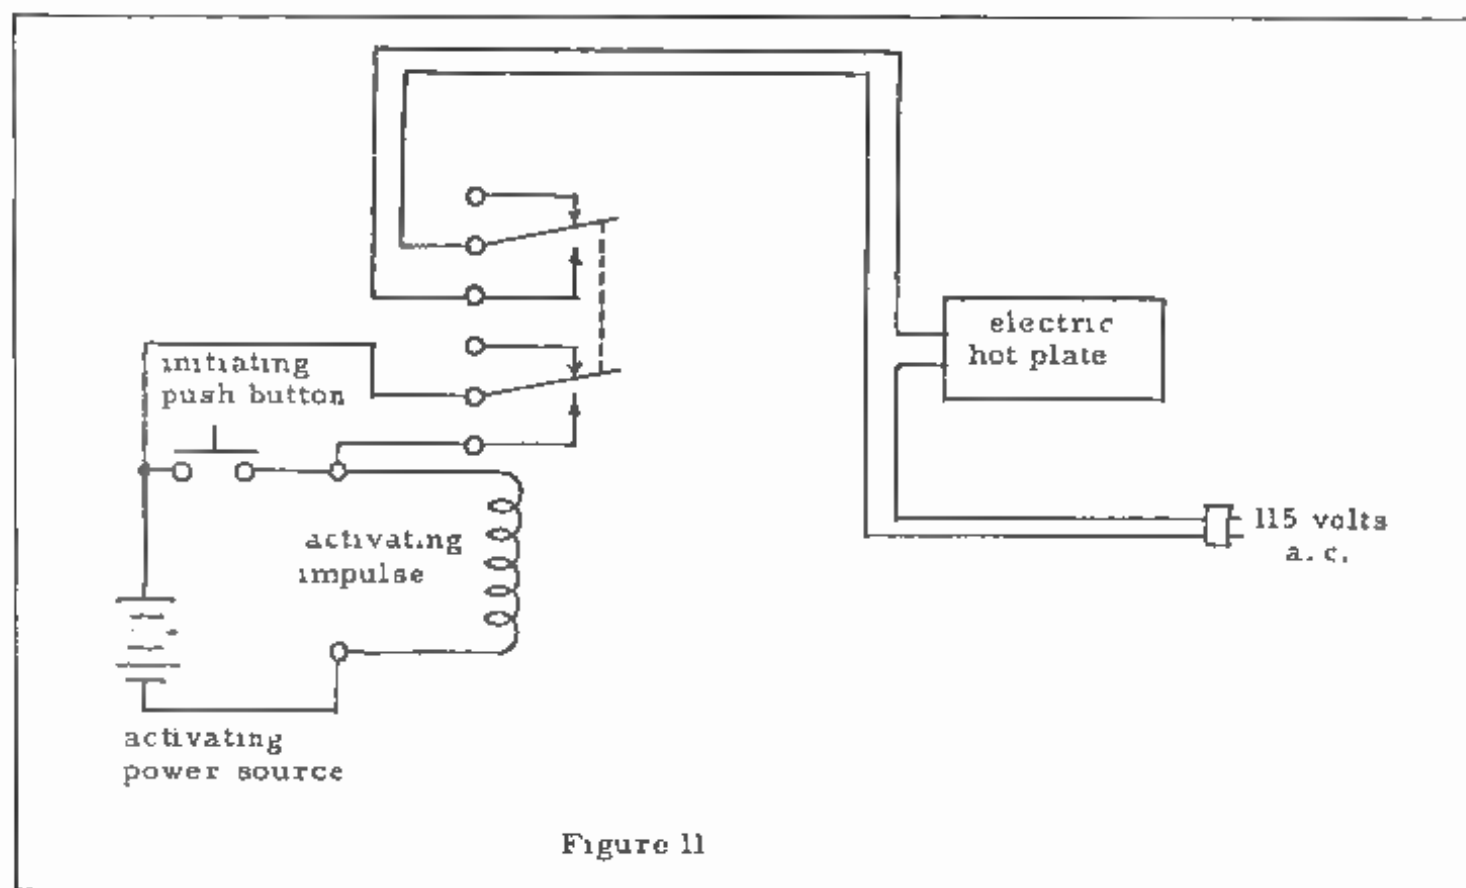 electric
hot plate
initiating
push button
115 volts
a.c.
activating
impulse
activating
power source
Figure 11